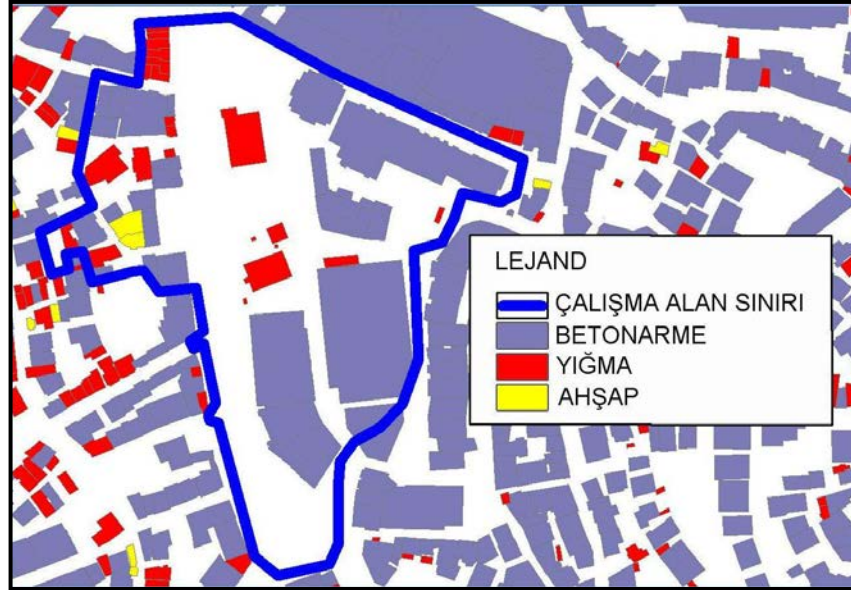 LEJAND
ÇALIŞMA ALAN SINIRI
BETONARME
YIĞMA
AHŞAP